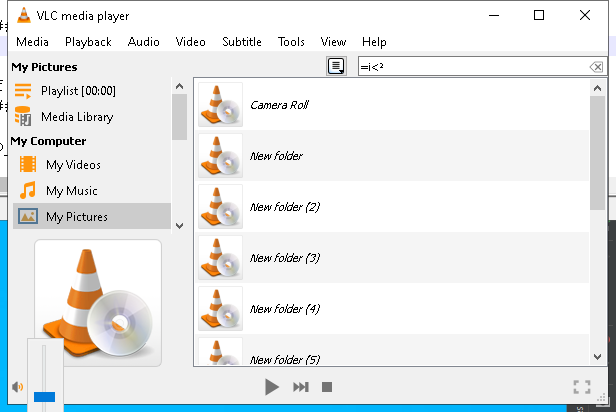 VLC media player
Media Playback Audio Video Subtitle Tools View Help
My Pictures
=i<²
Playlist [00:00]
Media Library
My Computer
My Videos
My Music
My Pictures
Camera Roll
New folder
New folder (2)
New folder (3)
New folder (4)
New folder (5)